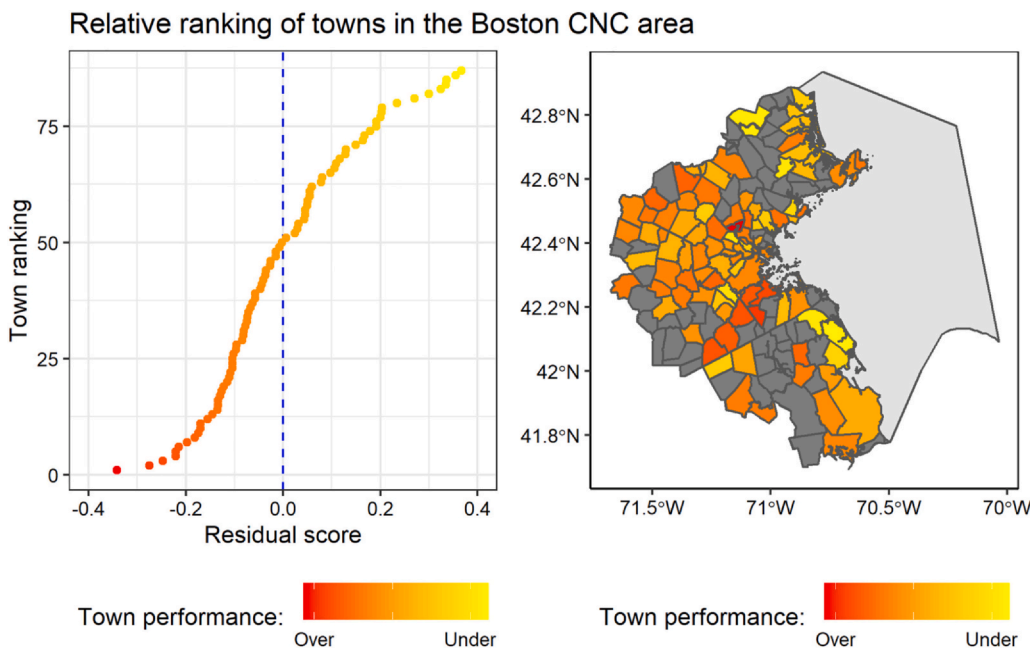 Relative ranking of towns in the Boston CNC area
Town ranking
75
50
25
0
-0.4
-0.2
0.0
0.2
0.4
Residual score
42.8°N
42.6°N
42.4°N
42.2°N
42°N
41.8°N
71.5°W
71°W
70.5°W
70°W
Town performance:
Over
Under
Town performance:
Over
Under